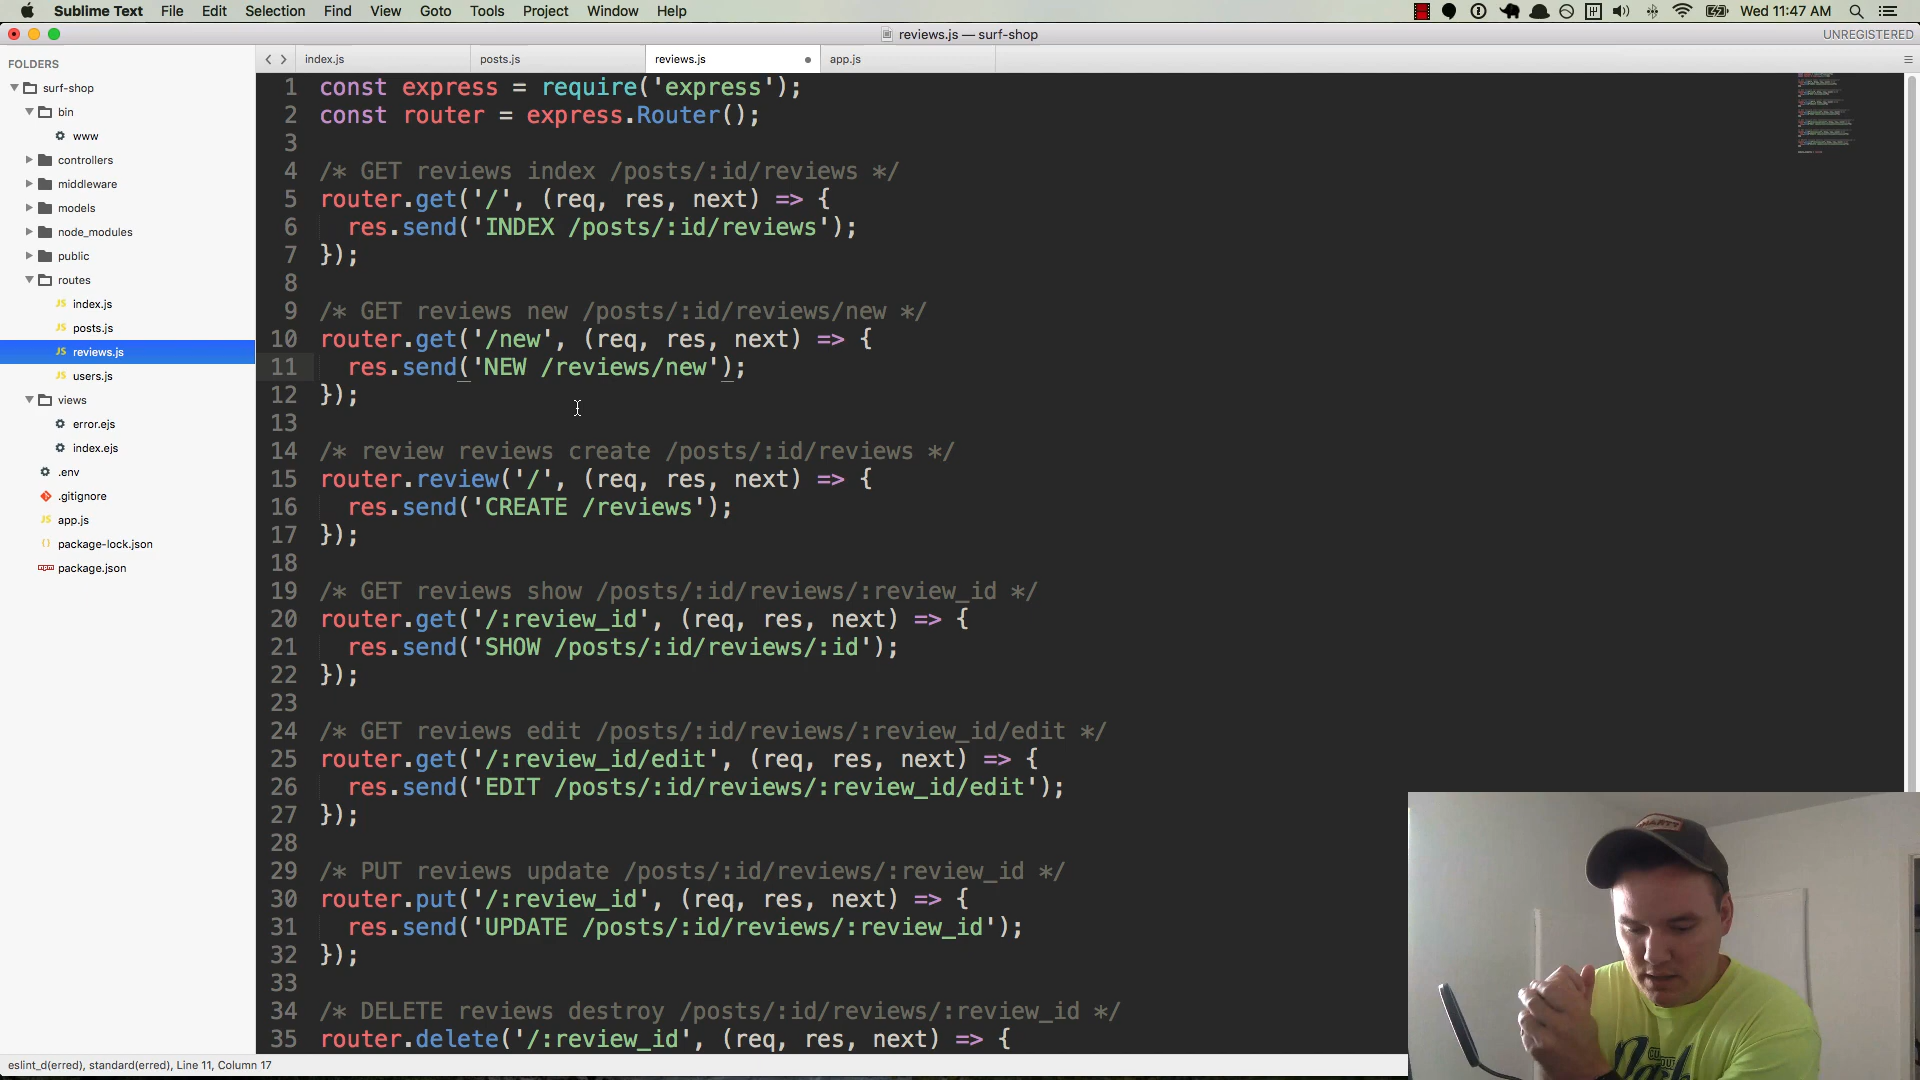 Sublime Text File Edit Selection Find View Goto Tools Project Window Help Wed 11:47 AM
reviews.js — surf-shop UNREGISTERED
FOLDERS
surf-shop
bin
www
controllers
middleware
models
node_modules
public
routes
JS index.js
JS posts.js
JS reviews.js
JS users.js
views
error.ejs
index.ejs
.env
.gitignore
JS app.js
package-lock.json
package.json
index.js posts.js reviews.js app.js
1 const express = require('express');
2 const router = express.Router();
3
4 /* GET reviews index /posts/:id/reviews */
5 router.get('/', (req, res, next) => {
6 res.send('INDEX /posts/:id/reviews');
7 });
8
9 /* GET reviews new /posts/:id/reviews/new */
10 router.get('/new', (req, res, next) => {
11 res.send('NEW /reviews/new');
12 });
13
14 /* review reviews create /posts/:id/reviews */
15 router.review('/', (req, res, next) => {
16 res.send('CREATE /reviews');
17 });
18
19 /* GET reviews show /posts/:id/reviews/:review_id */
20 router.get('/:review_id', (req, res, next) => {
21 res.send('SHOW /posts/:id/reviews/:id');
22 });
23
24 /* GET reviews edit /posts/:id/reviews/:review_id/edit */
25 router.get('/:review_id/edit', (req, res, next) => {
26 res.send('EDIT /posts/:id/reviews/:review_id/edit');
27 });
28
29 /* PUT reviews update /posts/:id/reviews/:review_id */
30 router.put('/:review_id', (req, res, next) => {
31 res.send('UPDATE /posts/:id/reviews/:review_id');
32 });
33
34 /* DELETE reviews destroy /posts/:id/reviews/:review_id */
35 router.delete('/:review_id', (req, res, next) => {
eslint_d(erred), standard(erred), Line 11, Column 17